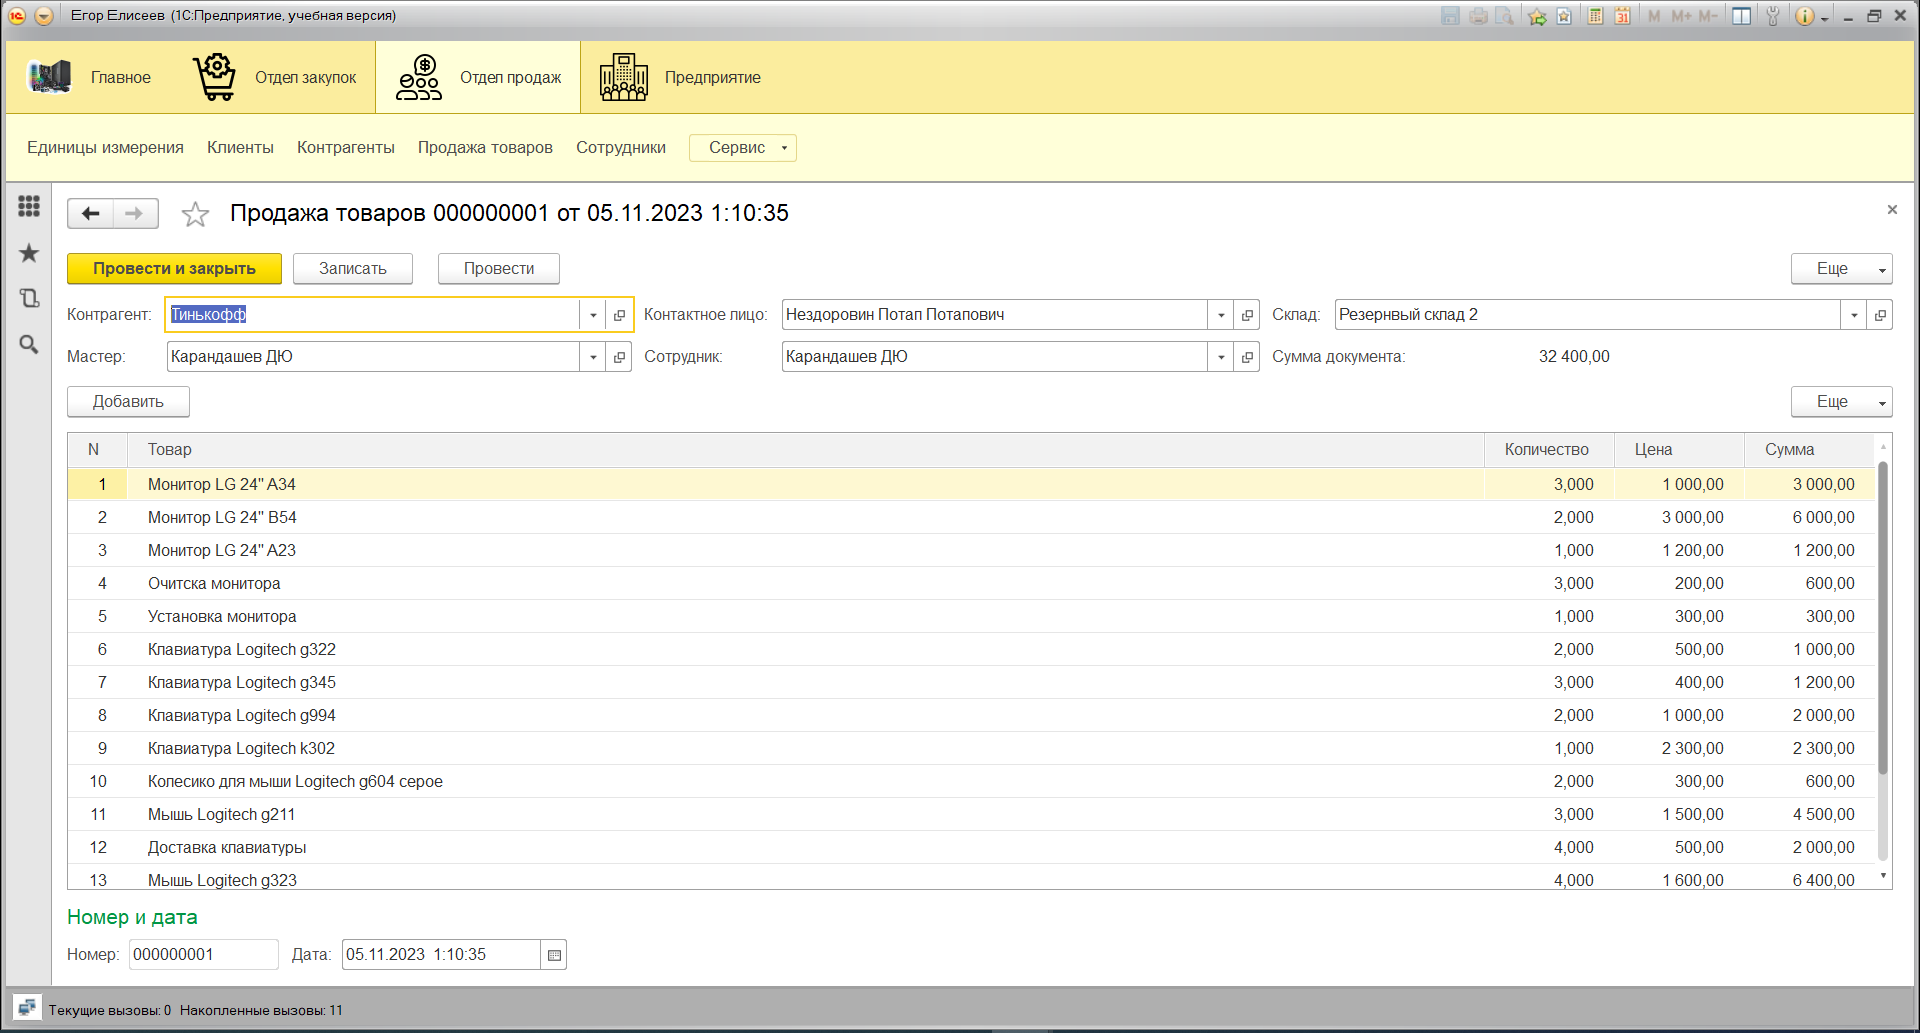 Егор Елисеев (1С:Предприятие, учебная версия)
M M+ M-
Главное Отдел закупок Отдел продаж Предприятие
Единицы измерения Клиенты Контрагенты Продажа товаров Сотрудники Сервис
Продажа товаров 000000001 от 05.11.2023 1:10:35
Провести и закрыть Записать Провести Еще
Контрагент: Тинькофф Контактное лицо: Нездоровин Потап Потапович Склад: Резернвый склад 2
Мастер: Карандашев ДЮ Сотрудник: Карандашев ДЮ Сумма документа: 32 400,00
Добавить Еще
N Товар Количество Цена Сумма
1 Монитор LG 24" A34 3,000 1 000,00 3 000,00
2 Монитор LG 24" B54 2,000 3 000,00 6 000,00
3 Монитор LG 24" A23 1,000 1 200,00 1 200,00
4 Очитска монитора 3,000 200,00 600,00
5 Установка монитора 1,000 300,00 300,00
6 Клавиатура Logitech g322 2,000 500,00 1 000,00
7 Клавиатура Logitech g345 3,000 400,00 1 200,00
8 Клавиатура Logitech g994 2,000 1 000,00 2 000,00
9 Клавиатура Logitech k302 1,000 2 300,00 2 300,00
10 Колесико для мыши Logitech g604 серое 2,000 300,00 600,00
11 Мышь Logitech g211 3,000 1 500,00 4 500,00
12 Доставка клавиатуры 4,000 500,00 2 000,00
13 Мышь Logitech g323 4,000 1 600,00 6 400,00
Номер и дата
Номер: 000000001 Дата: 05.11.2023 1:10:35
Текущие вызовы: 0 Накопленные вызовы: 11